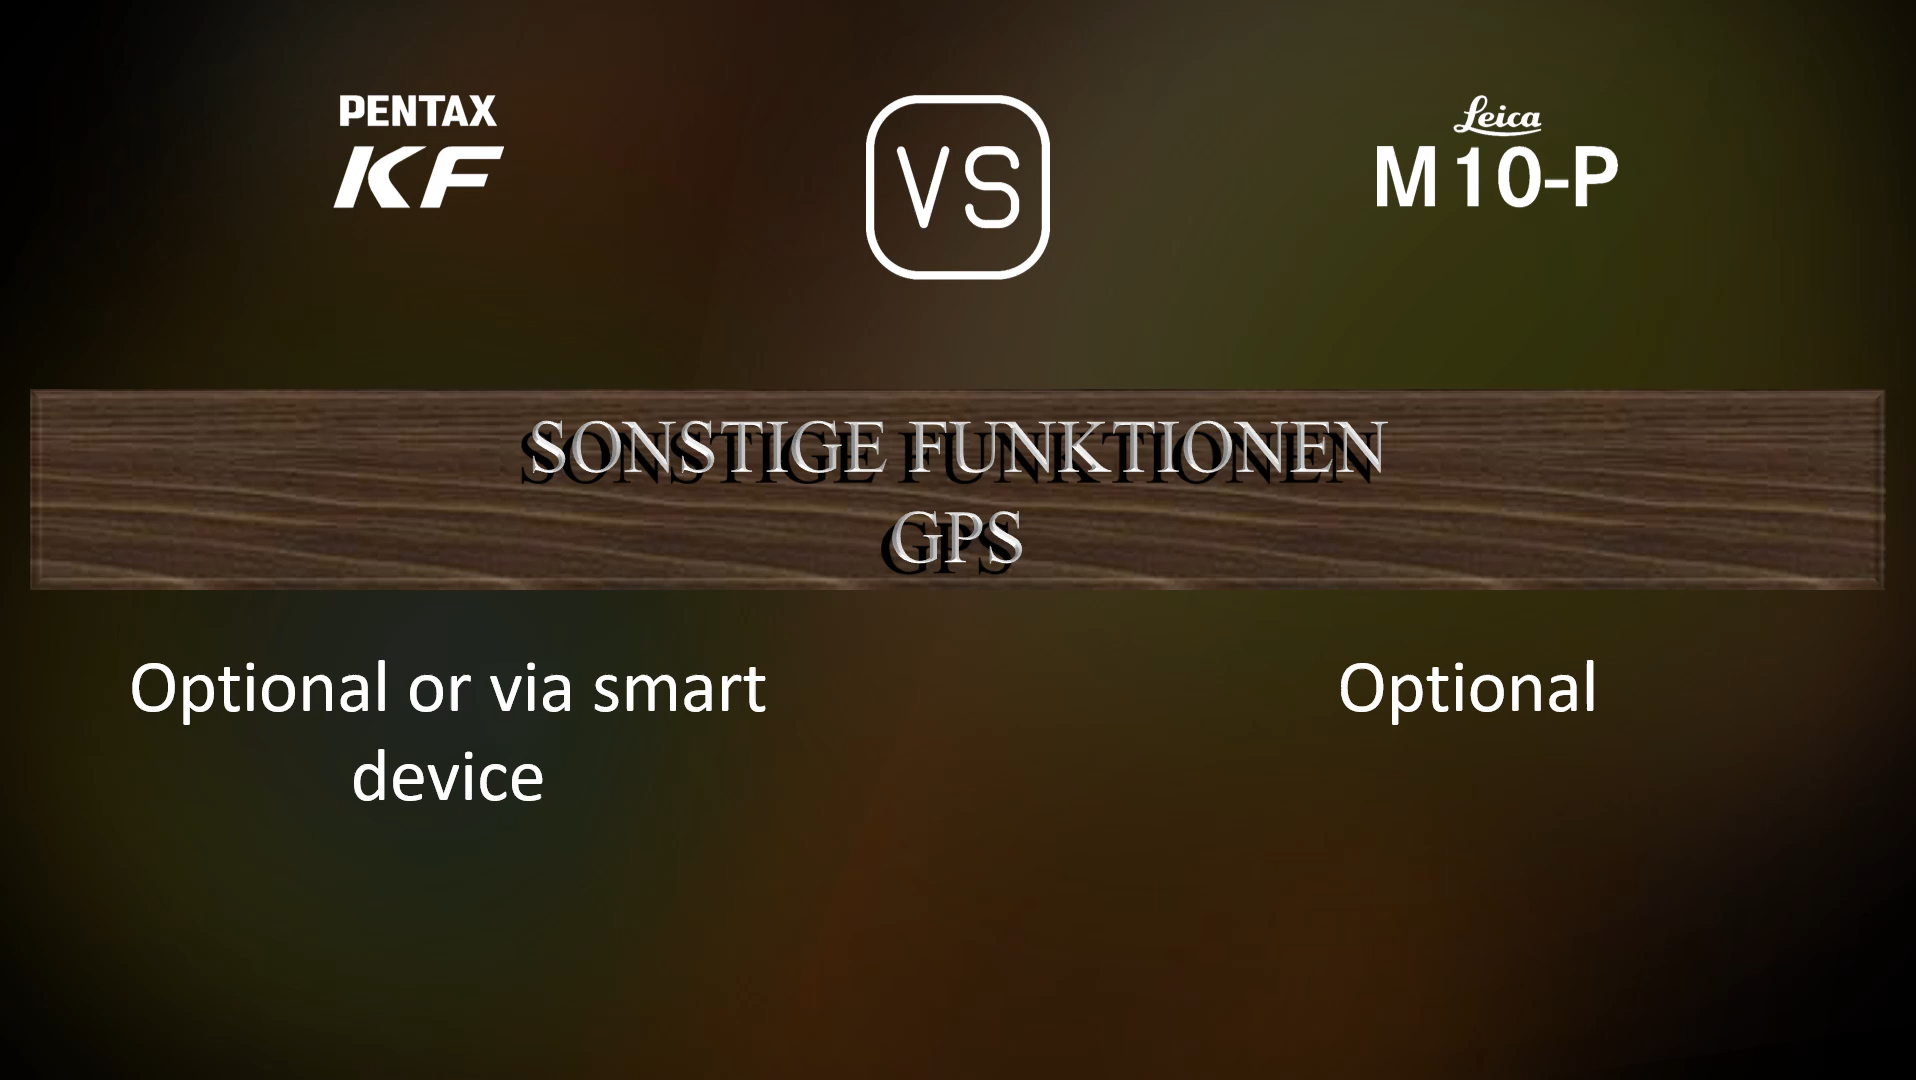 PENTAX
KF
VS
Leica
M10-P
SONSTIGE FUNKTIONEN
GPS
Optional or via smart
device
Optional